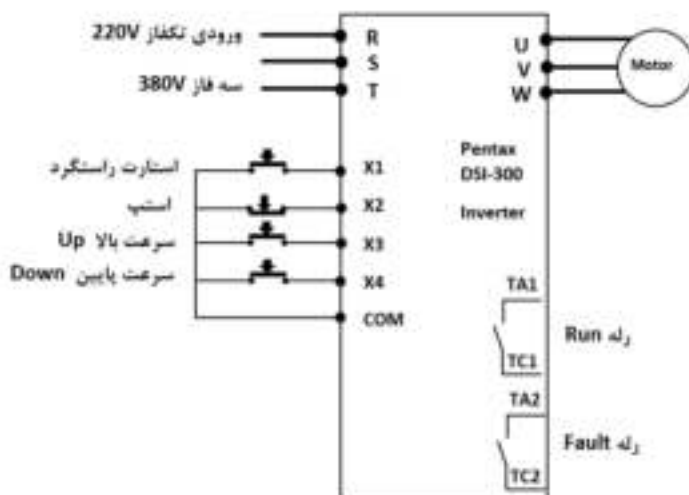 ورودی تکفاز 220V
سه فاز 380V
R
S
T
U
V
W
Motor
استارت راستگرد
استپ
سرعت بالا Up
سرعت پایین Down
X1
X2
X3
X4
COM
Pentax
DSI-300
Inverter
TA1
TC1
رله Run
TA2
TC2
رله Fault